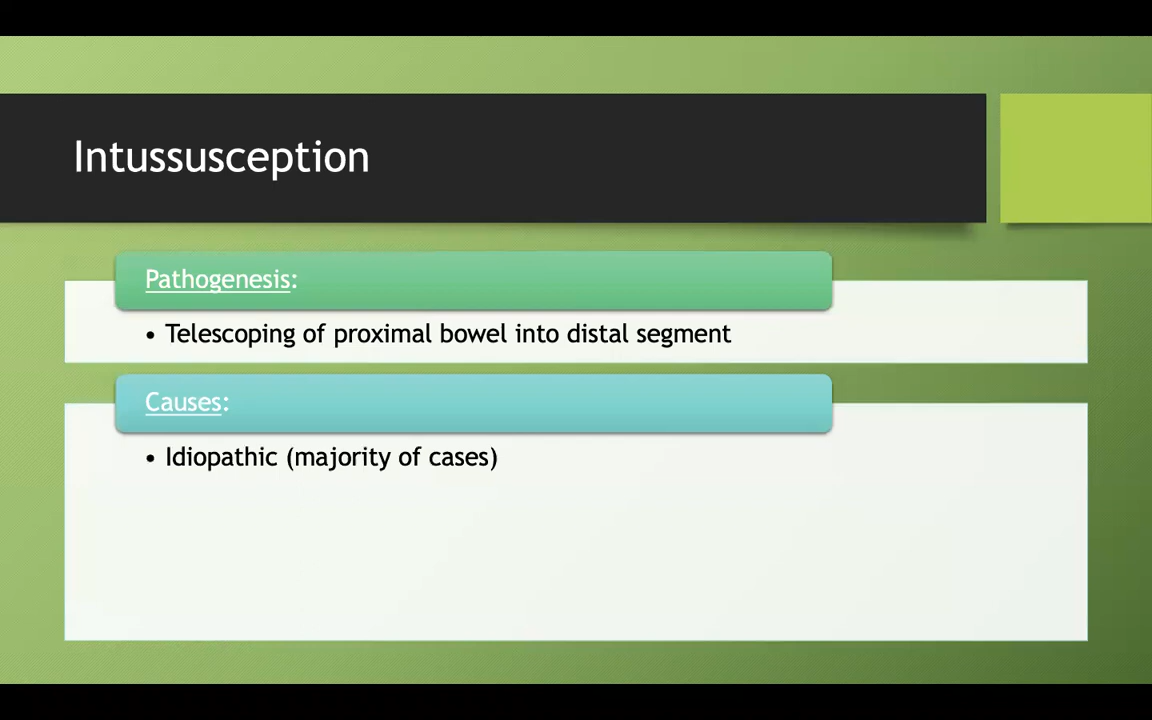 Intussusception
Pathogenesis:
• Telescoping of proximal bowel into distal segment
Causes:
• Idiopathic (majority of cases)